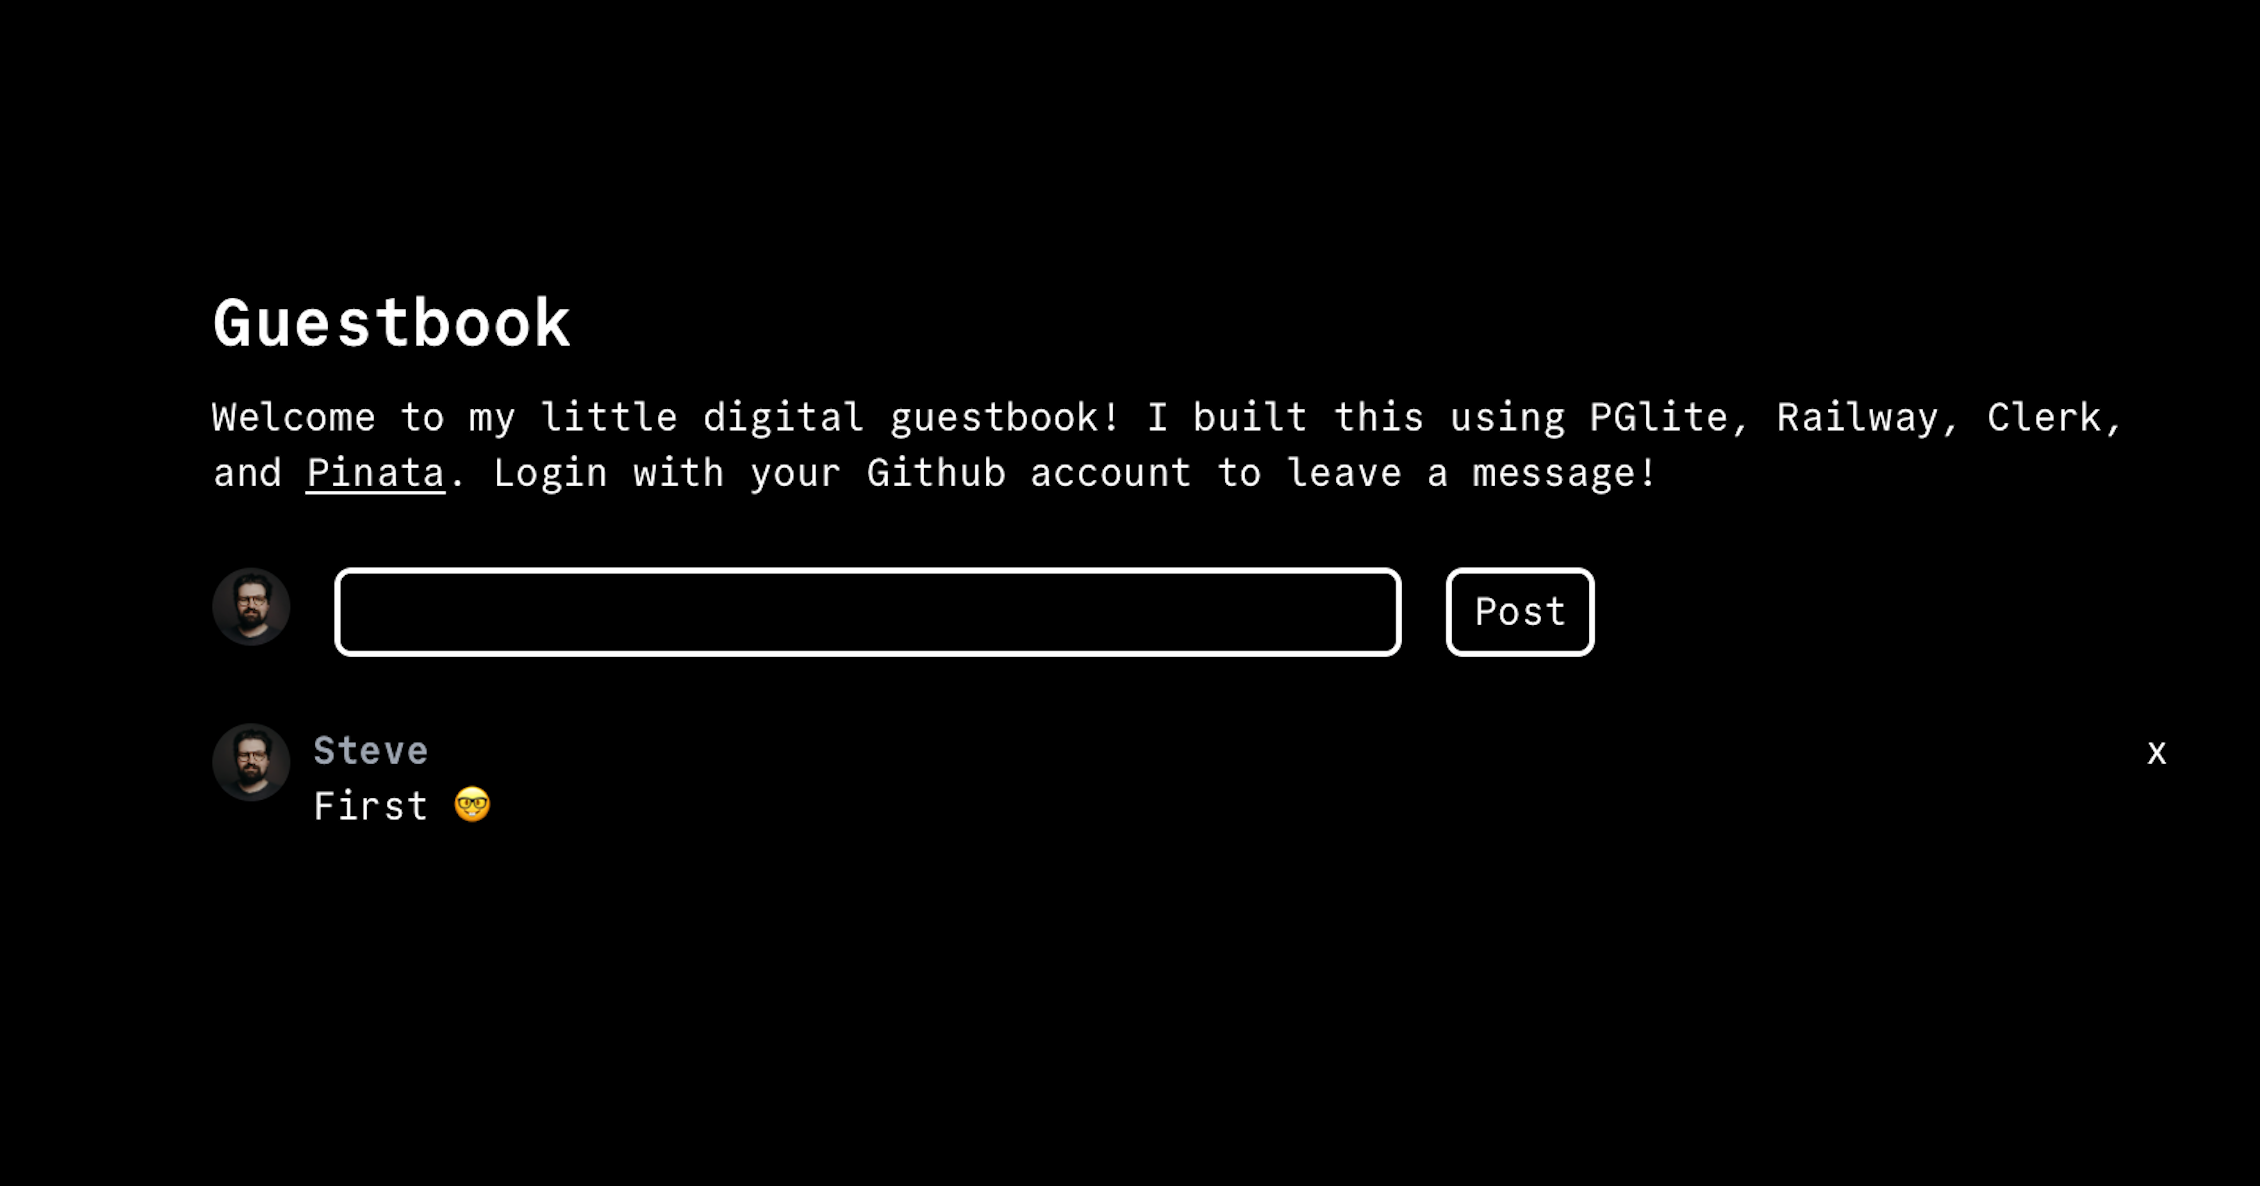 Guestbook
Welcome to my little digital guestbook! I built this using PGlite, Railway, Clerk,
and Pinata. Login with your Github account to leave a message!
Post
Steve
x
First 🤓